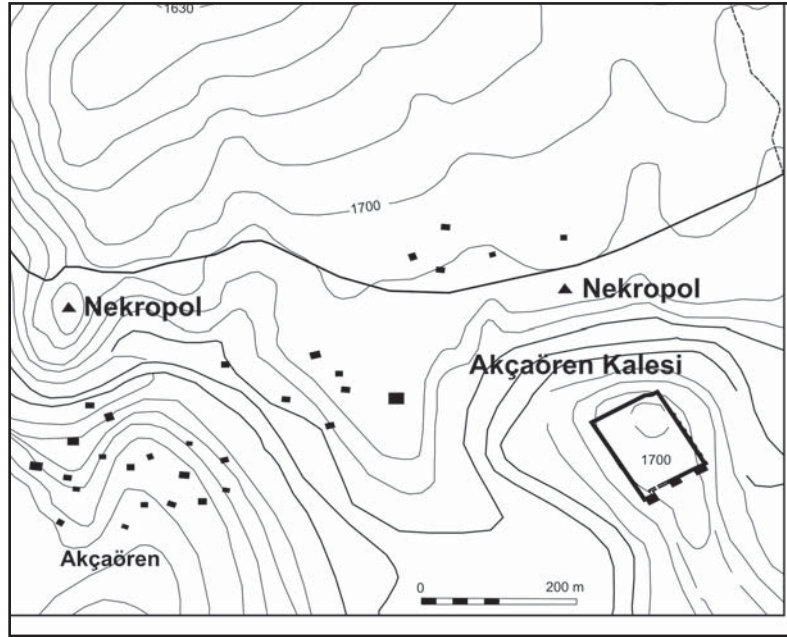 1630
1700
Nekropol
Nekropol
Akçaören Kalesi
1700
Akçaören
0 200 m